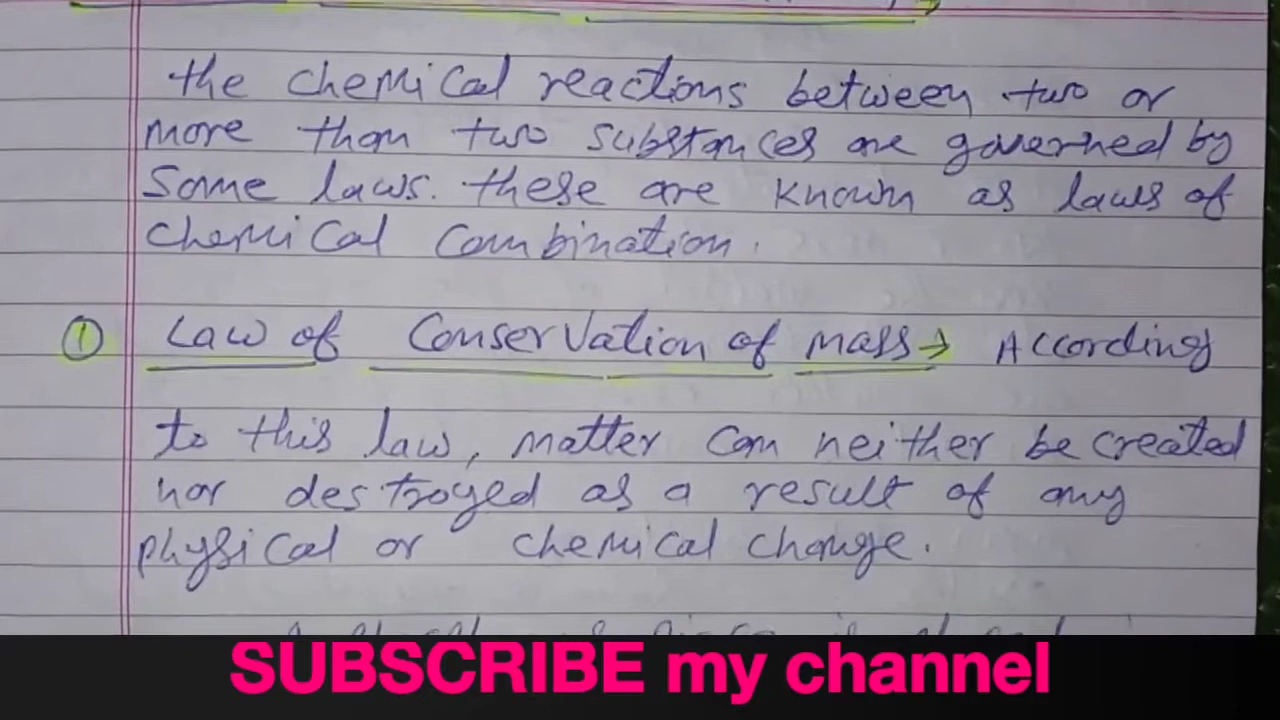 the chemical reactions between two or
more than two substances are governed by
Some laws. these are known as laws of
chemical combination.
① Law of Conservation of mass → According
to this law, matter can neither be created
nor destroyed as a result of any
physical or chemical change.
SUBSCRIBE my channel